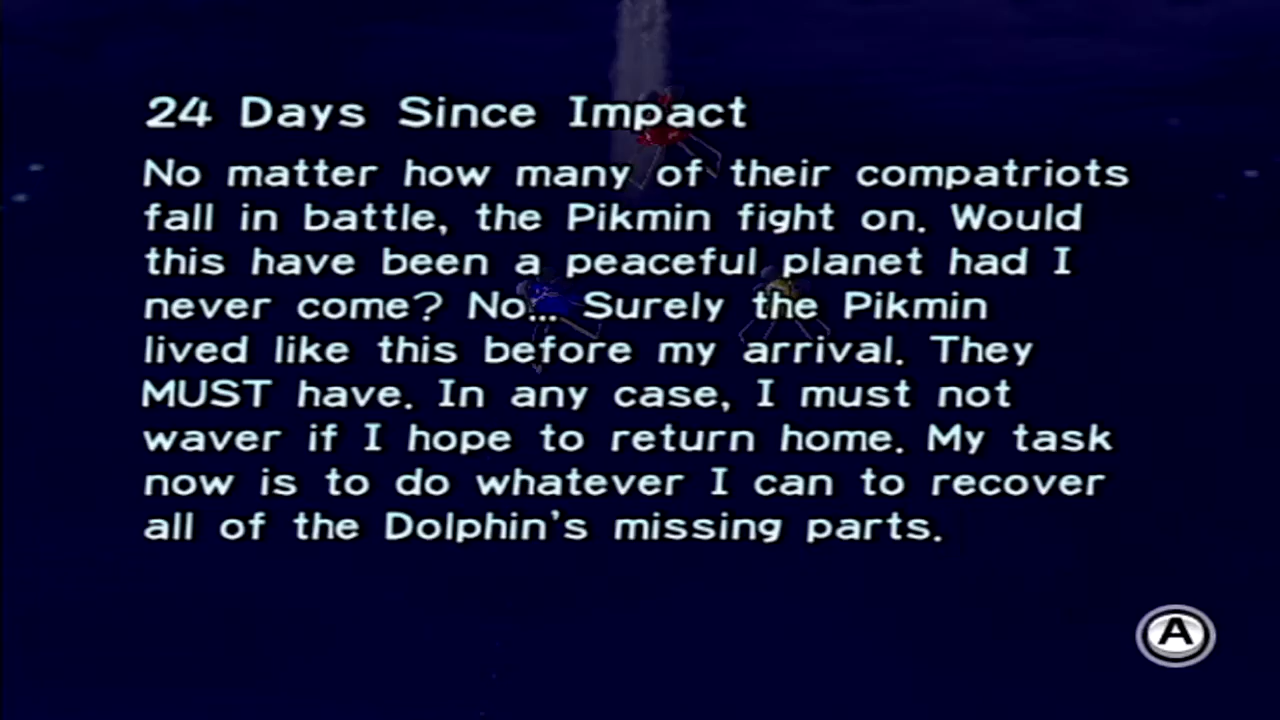 24 Days Since Impact
No matter how many of their compatriots
fall in battle, the Pikmin fight on. Would
this have been a peaceful planet had I
never come? No... Surely the Pikmin
lived like this before my arrival. They
MUST have. In any case, I must not
waver if I hope to return home. My task
now is to do whatever I can to recover
all of the Dolphin's missing parts.
A